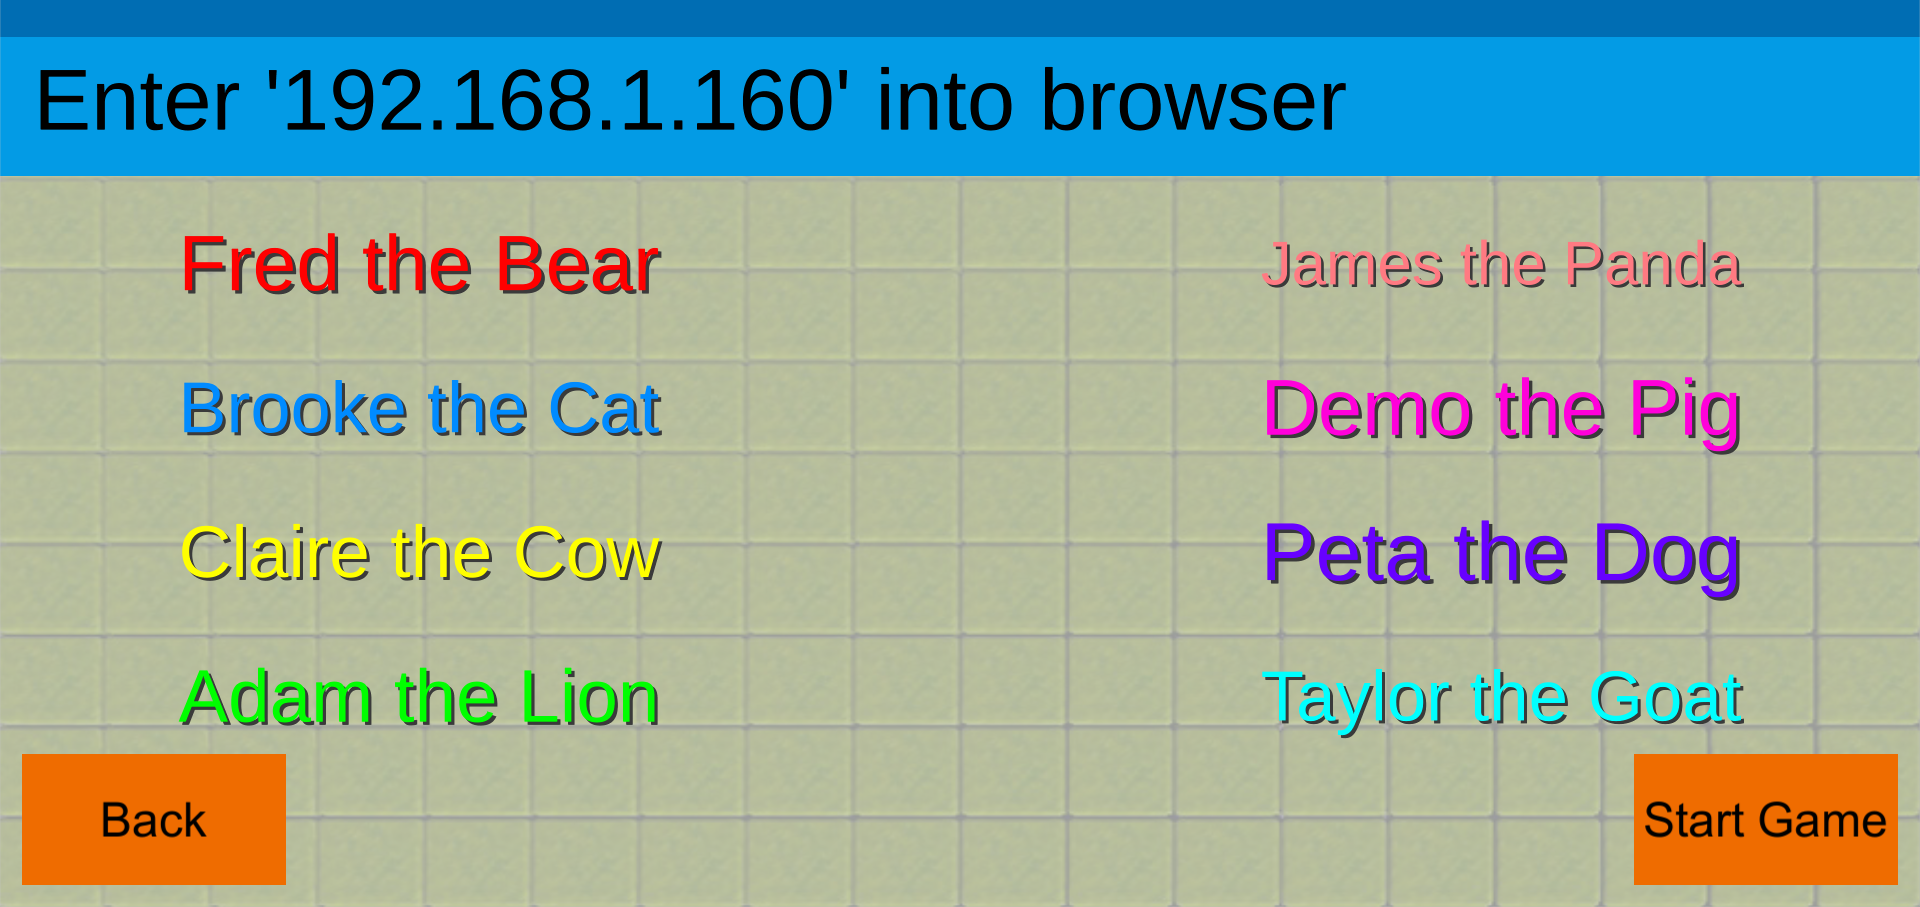 Enter '192.168.1.160' into browser
Fred the Bear
James the Panda
Brooke the Cat
Demo the Pig
Claire the Cow
Peta the Dog
Adam the Lion
Taylor the Goat
Back
Start Game